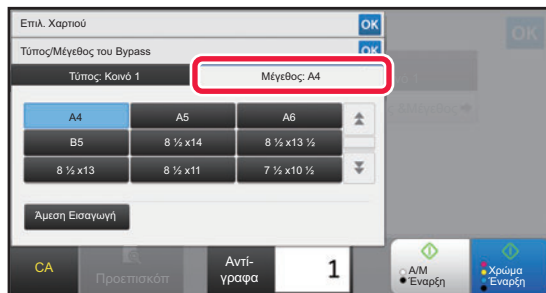 Επιλ. Χαρτιού
OK
OK
Τύπος/Μέγεθος του Bypass
OK
Τύπος: Κοινό 1
Μέγεθος: A4
A4
A5
A6
B5
8 ½ x14
8 ½ x13 ½
8 ½ x13
8 ½ x11
7 ½ x10 ½
Άμεση Εισαγωγή
CA
Προεπισκόπ
Αντί-
γραφα
1
Α/Μ
Έναρξη
Χρώμα
Έναρξη